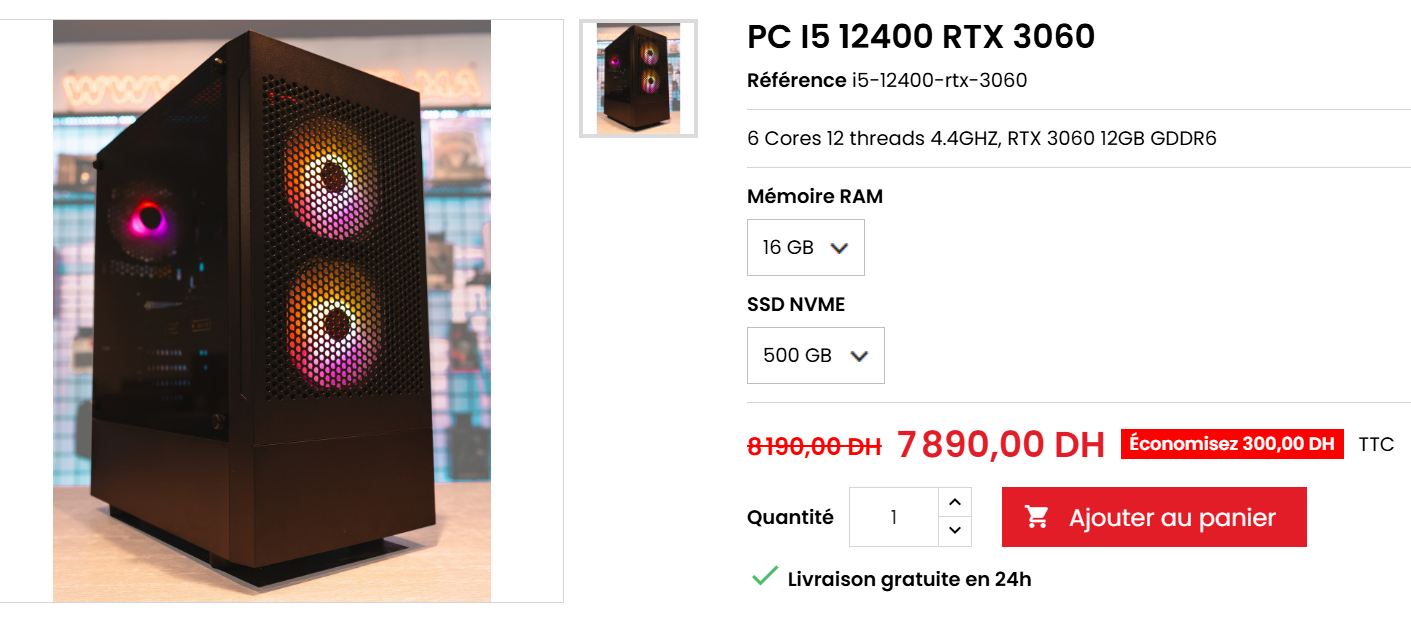 PC I5 12400 RTX 3060
Référence i5-12400-rtx-3060
6 Cores 12 threads 4.4GHZ, RTX 3060 12GB GDDR6
Mémoire RAM
16 GB
SSD NVME
500 GB
8 190,00 DH 7 890,00 DH Économisez 300,00 DH TTC
Quantité 1 Ajouter au panier
Livraison gratuite en 24h